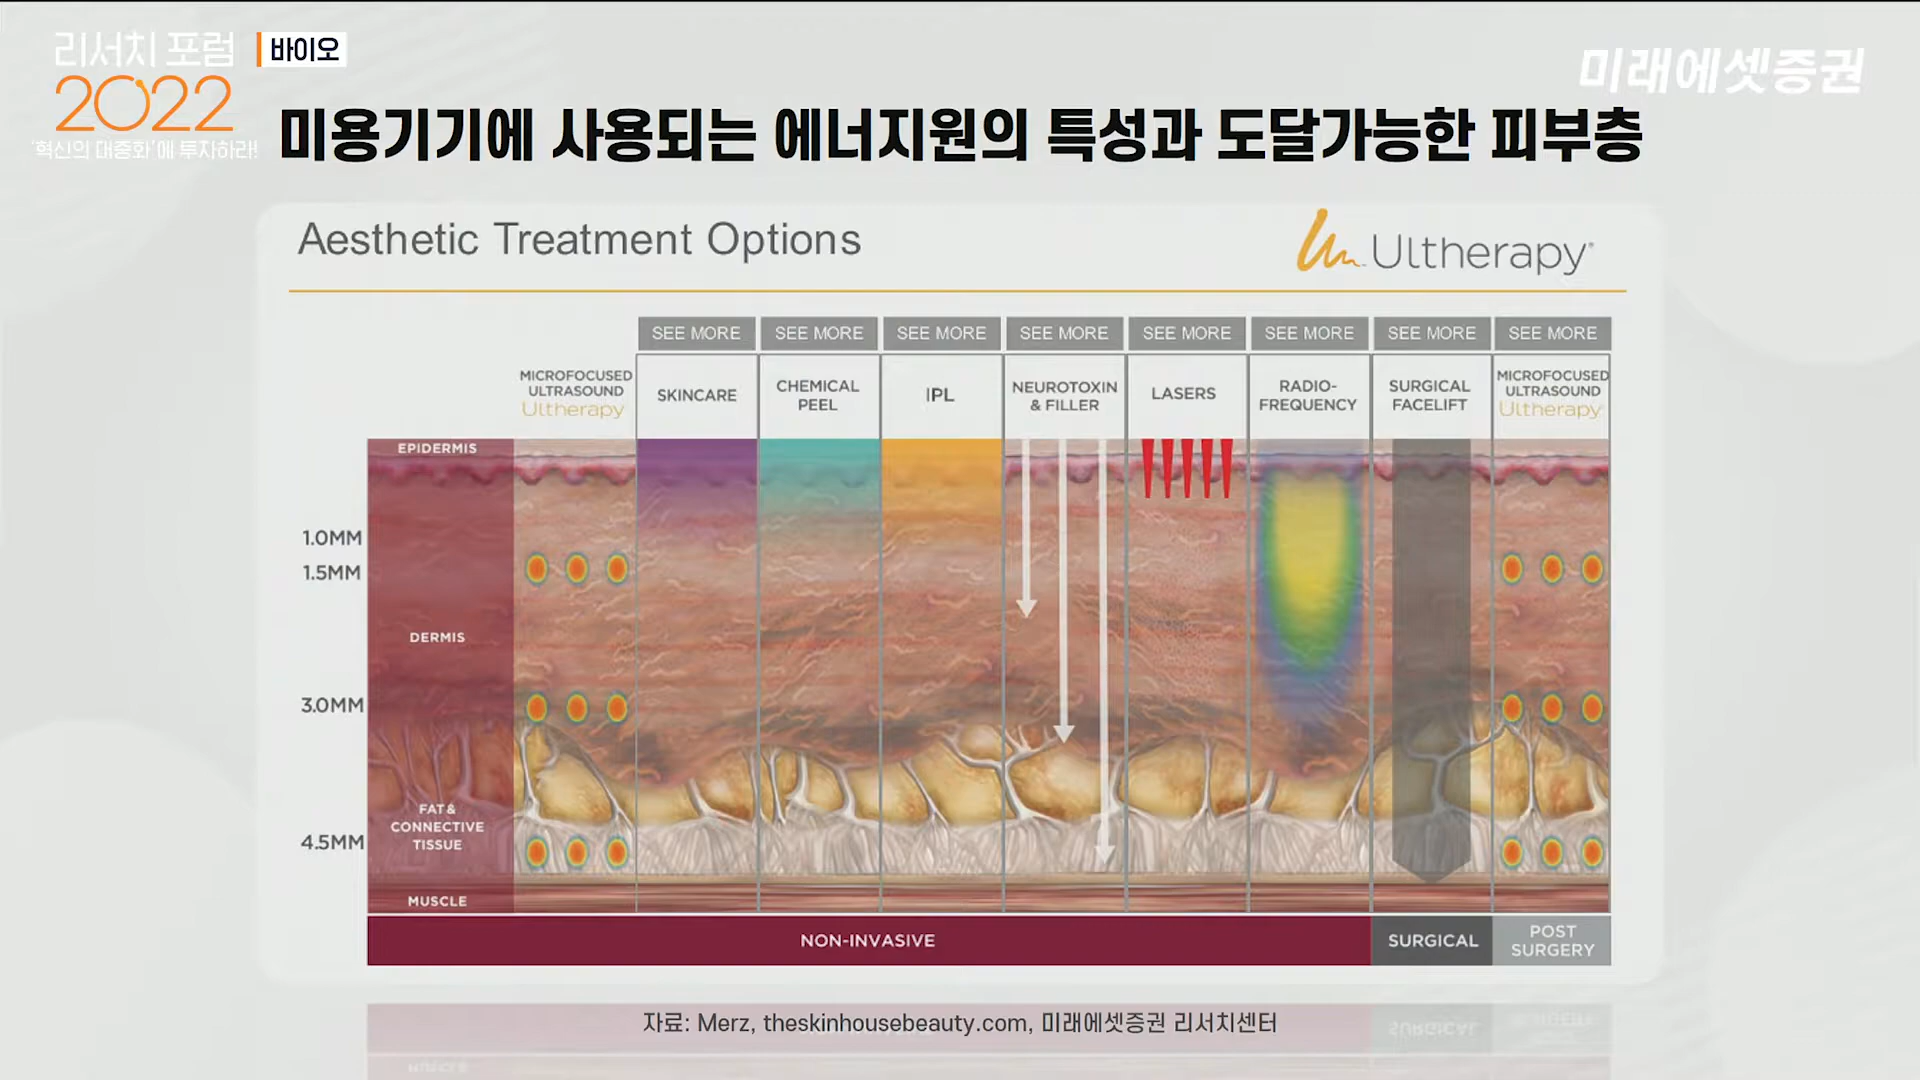 리서치 포럼
바이오
2022
'혁신의 대중화'에 투자하라!
미래에셋증권
미용기기에 사용되는 에너지원의 특성과 도달가능한 피부층
Aesthetic Treatment Options
Ultherapy
SEE MORE SEE MORE SEE MORE SEE MORE SEE MORE SEE MORE SEE MORE SEE MORE
MICROFOCUSED
ULTRASOUND
Ultherapy
SKINCARE
CHEMICAL
PEEL
IPL
NEUROTOXIN
& FILLER
LASERS
RADIO-
FREQUENCY
SURGICAL
FACELIFT
MICROFOCUSED
ULTRASOUND
Ultherapy
EPIDERMIS
1.0MM
1.5MM
DERMIS
3.0MM
FAT &
CONNECTIVE
TISSUE
4.5MM
MUSCLE
NON-INVASIVE
SURGICAL
POST
SURGERY
자료: Merz, theskinhousebeauty.com, 미래에셋증권 리서치센터